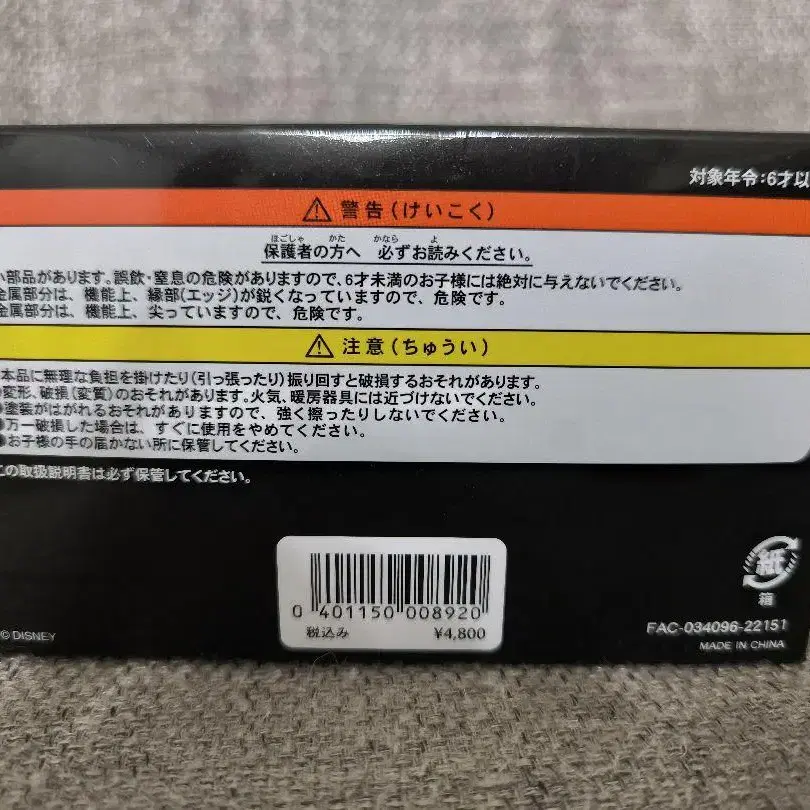 対象年令:6才以
⚠ 警告(けいこく)
ほごしゃ かた かなら よ
保護者の方へ 必ずお読みください。
い部品があります。誤飲・窒息の危険がありますので、6才未満のお子様には絶対に与えないでください。
金属部分は、機能上、縁部(エッジ)が鋭くなっていますので、危険です。
金属部分は、機能上、尖っていますので、危険です。
⚠ 注意(ちゅうい)
本品に無理な負担を掛けたり(引っ張ったり)振り回すと破損するおそれがあります。
●変形、破損(変質)のおそれがあります。火気、暖房器具には近づけないでください。
●塗装がはがれるおそれがありますので、強く擦ったりしないでください。
●万一破損した場合は、すぐに使用をやめてください。
●お子様の手の届かない所に保管してください。
この取扱説明書は必ず保管してください。
0 401150 008920
税込み ¥4,800
紙
箱
© DISNEY
FAC-034096-22151
MADE IN CHINA